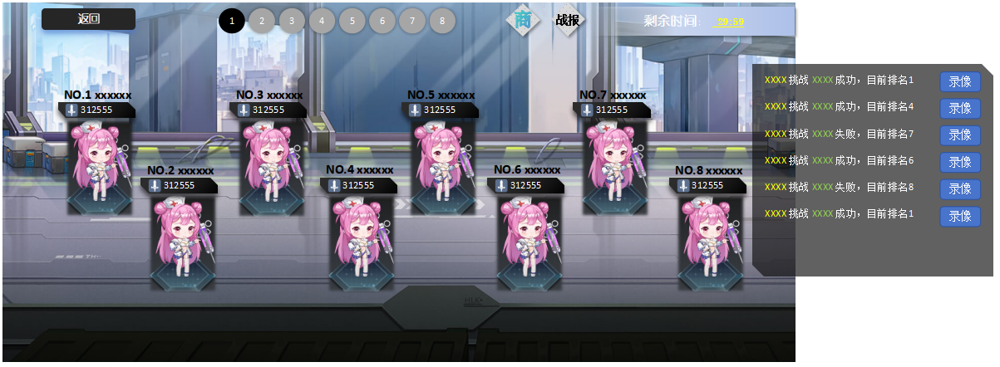 返回
1 2 3 4 5 6 7 8
商
战报
剩余时间: 29:59
NO.1 xxxxxx
312555
NO.3 xxxxxx
312555
NO.5 xxxxxx
312555
NO.7 xxxxxx
312555
NO.2 xxxxxx
312555
NO.4 xxxxxx
312555
NO.6 xxxxxx
312555
NO.8 xxxxxx
312555
XXXX 挑战 XXXX 成功，目前排名1 录像
XXXX 挑战 XXXX 成功，目前排名4 录像
XXXX 挑战 XXXX 失败，目前排名7 录像
XXXX 挑战 XXXX 成功，目前排名6 录像
XXXX 挑战 XXXX 失败，目前排名8 录像
XXXX 挑战 XXXX 成功，目前排名1 录像